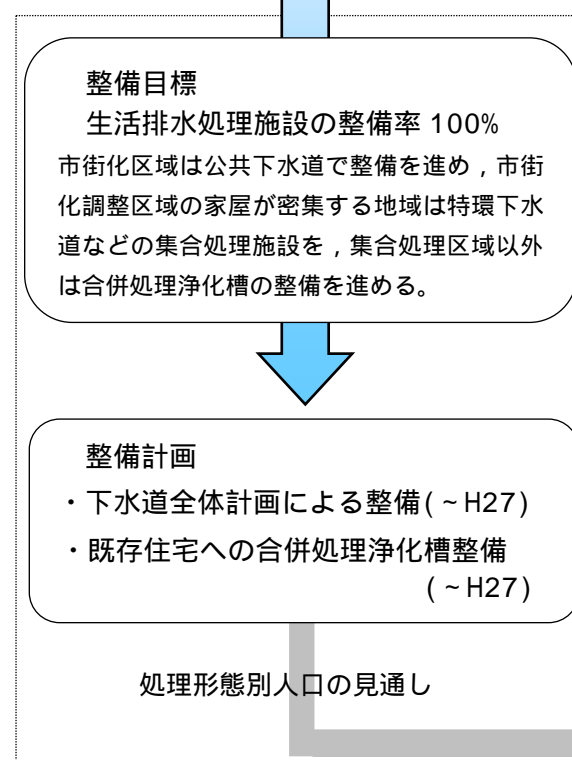 整備目標
生活排水処理施設の整備率 100%
市街化区域は公共下水道で整備を進め，市街
化調整区域の家屋が密集する地域は特環下水
道などの集合処理施設を，集合処理区域以外
は合併処理浄化槽の整備を進める。
整備計画
・下水道全体計画による整備(~H27)
・既存住宅への合併処理浄化槽整備
(~H27)
処理形態別人口の見通し